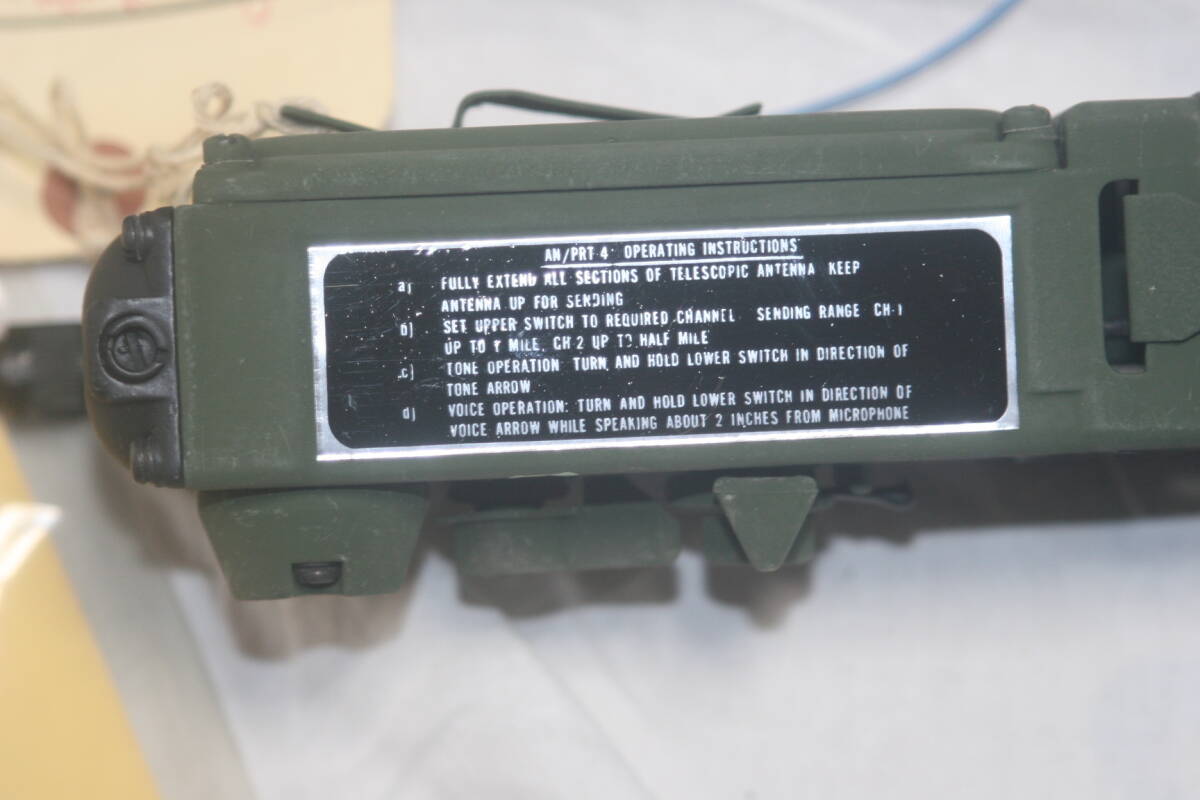 AN/PRT-4 OPERATING INSTRUCTIONS
a) FULLY EXTEND ALL SECTIONS OF TELESCOPIC ANTENNA KEEP
ANTENNA UP FOR SENDING
b) SET UPPER SWITCH TO REQUIRED CHANNEL. SENDING RANGE CH-1
UP TO 1 MILE, CH 2 UP TO HALF MILE
c) TONE OPERATION: TURN AND HOLD LOWER SWITCH IN DIRECTION OF
TONE ARROW
d) VOICE OPERATION: TURN AND HOLD LOWER SWITCH IN DIRECTION OF
VOICE ARROW WHILE SPEAKING ABOUT 2 INCHES FROM MICROPHONE